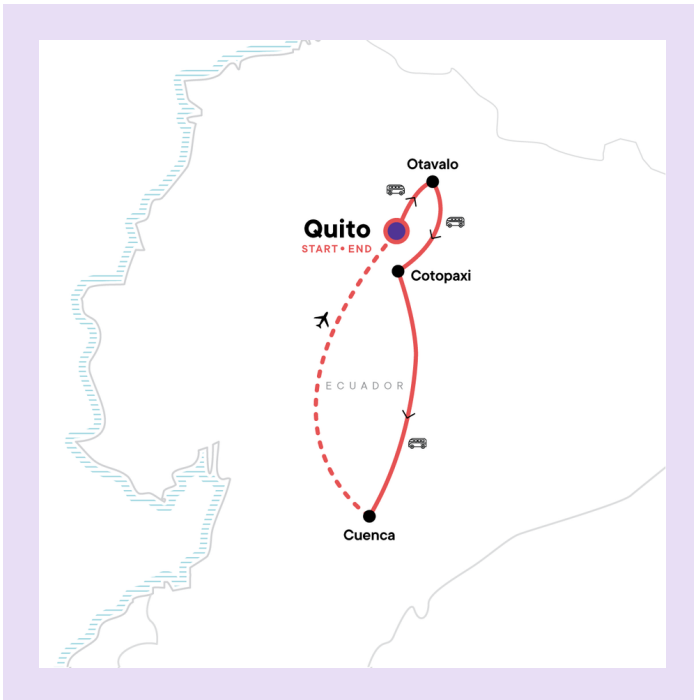 Otavalo
Quito
START • END
Cotopaxi
ECUADOR
Cuenca